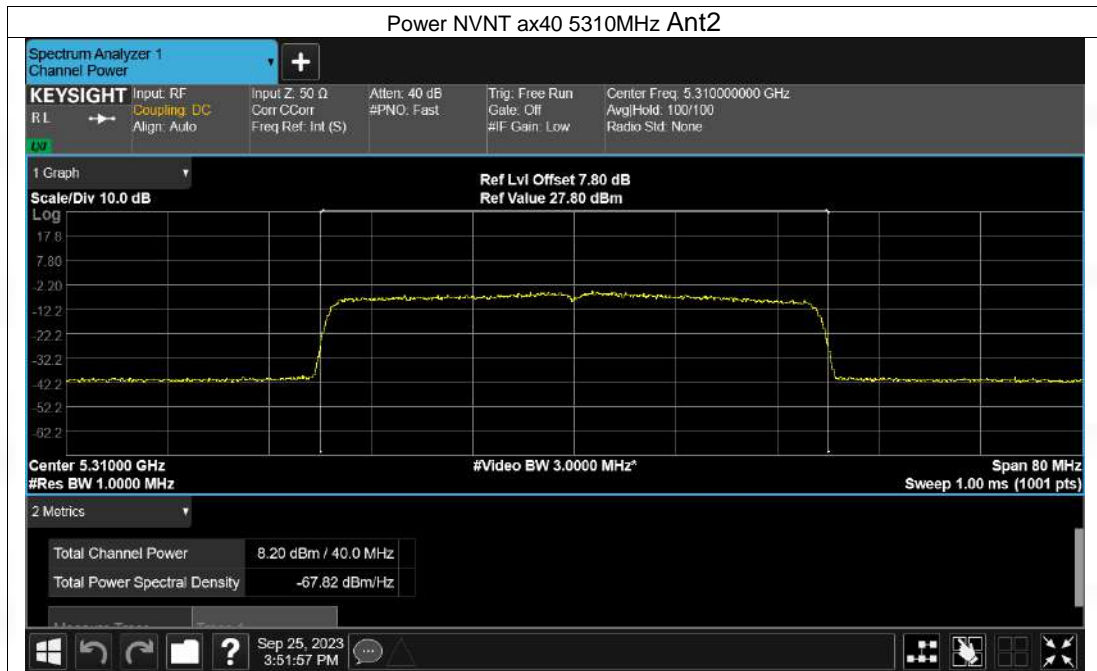 Power NVNT ax40 5310MHz Ant2
Spectrum Analyzer 1
Channel Power
+
KEYSIGHT
RL
LXI
Input: RF
Coupling: DC
Align: Auto
Input Z: 50 Ω
Corr CCorr
Freq Ref: Int (S)
Atten: 40 dB
#PNO: Fast
Trig: Free Run
Gate: Off
#IF Gain: Low
Center Freq: 5.310000000 GHz
Avg|Hold: 100/100
Radio Std: None
1 Graph
Scale/Div 10.0 dB
Ref Lvl Offset 7.80 dB
Ref Value 27.80 dBm
Log
17.8
7.80
-2.20
-12.2
-22.2
-32.2
-42.2
-52.2
-62.2
Center 5.31000 GHz
#Res BW 1.0000 MHz
#Video BW 3.0000 MHz*
Span 80 MHz
Sweep 1.00 ms (1001 pts)
2 Metrics
Total Channel Power 8.20 dBm / 40.0 MHz
Total Power Spectral Density -67.82 dBm/Hz
?
Sep 25, 2023
3:51:57 PM